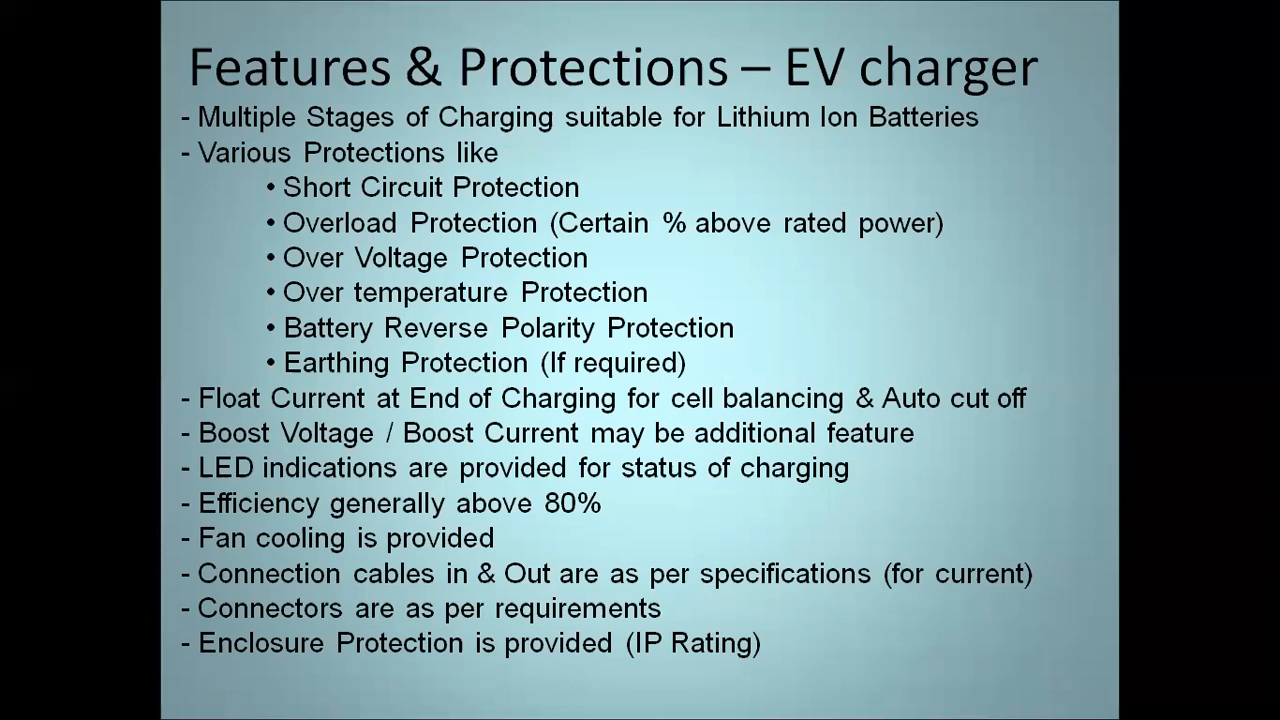 Features & Protections – EV charger
- Multiple Stages of Charging suitable for Lithium Ion Batteries
- Various Protections like
• Short Circuit Protection
• Overload Protection (Certain % above rated power)
• Over Voltage Protection
• Over temperature Protection
• Battery Reverse Polarity Protection
• Earthing Protection (If required)
- Float Current at End of Charging for cell balancing & Auto cut off
- Boost Voltage / Boost Current may be additional feature
- LED indications are provided for status of charging
- Efficiency generally above 80%
- Fan cooling is provided
- Connection cables in & Out are as per specifications (for current)
- Connectors are as per requirements
- Enclosure Protection is provided (IP Rating)